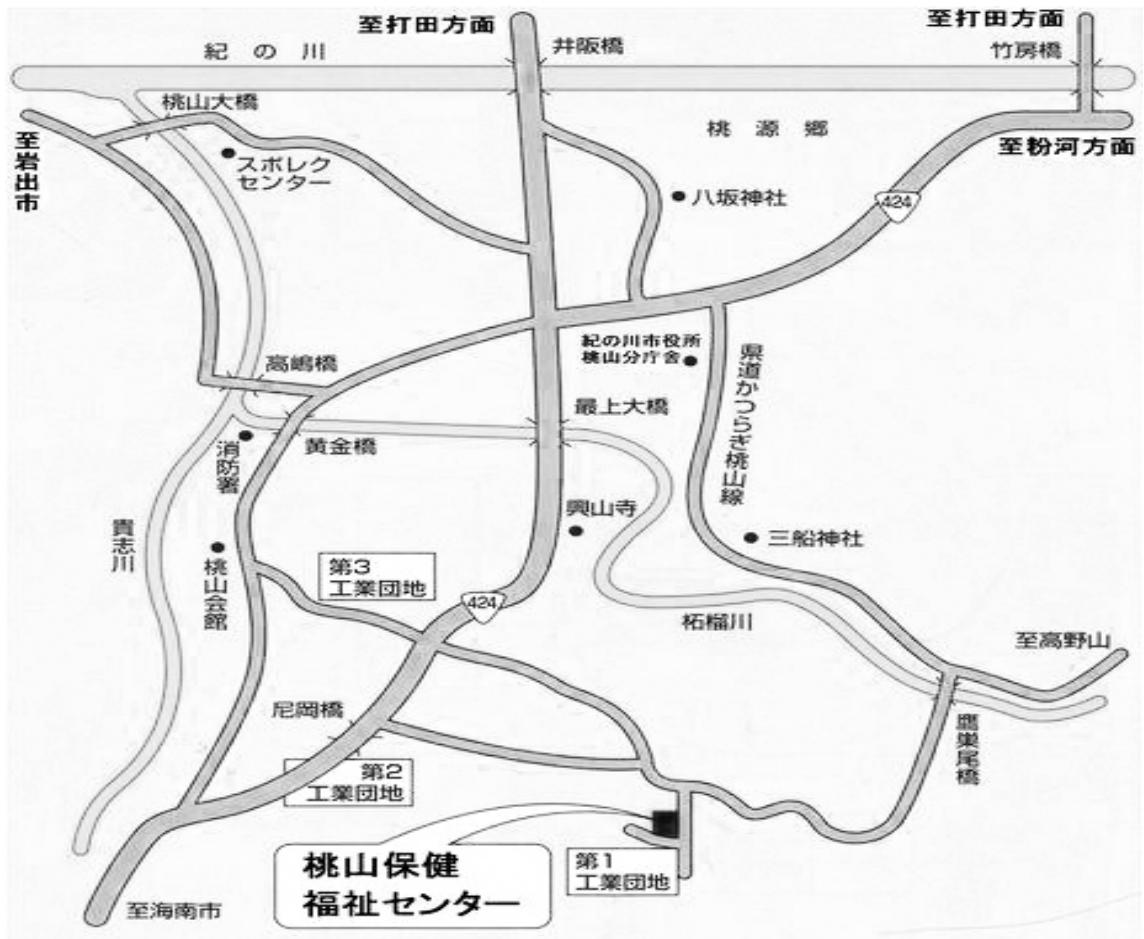 至打田方面
至打田方面
紀の川
井阪橋
竹房橋
桃山大橋
桃源郷
至岩出市
スポレク
センター
至粉河方面
八坂神社
424
紀の川市役所
桃山分庁舎
県道かつらぎ桃山線
高嶋橋
最上大橋
消防署
黄金橋
貴志川
興山寺
三船神社
桃山会館
第3
工業団地
424
柘榴川
至高野山
尼岡橋
鷹巣尾橋
第2
工業団地
桃山保健
福祉センター
第1
工業団地
至海南市